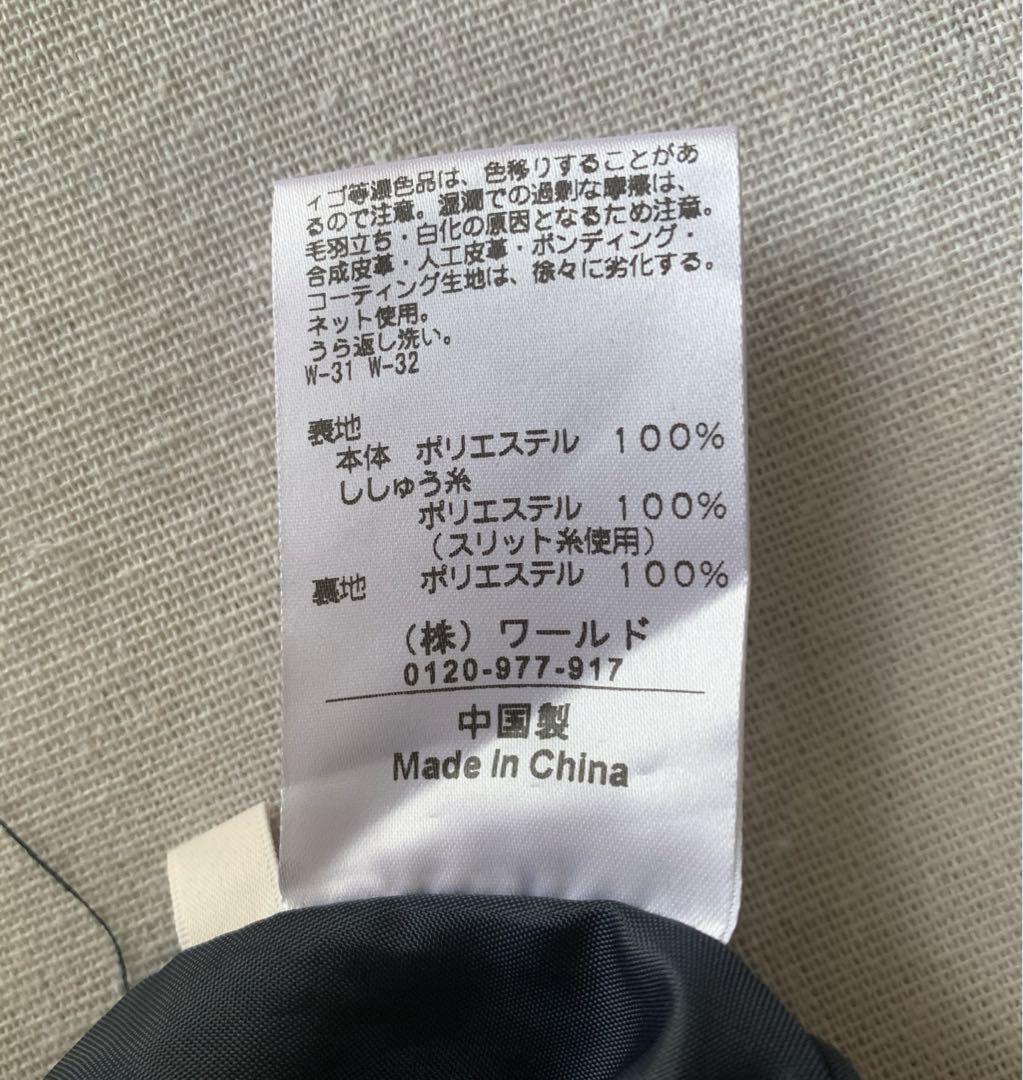 ィゴ等濃色品は、色移りすることがあ
るので注意。湿潤での過剰な摩擦は、
毛羽立ち・白化の原因となるため注意。
合成皮革・人工皮革・ボンディング・
コーティング生地は、徐々に劣化する。
ネット使用。
うら返し洗い。
W-31 W-32
表地
本体 ポリエステル 100%
ししゅう糸
ポリエステル 100%
(スリット糸使用)
裏地 ポリエステル 100%
(株) ワールド
0120-977-917
中国製
Made In China